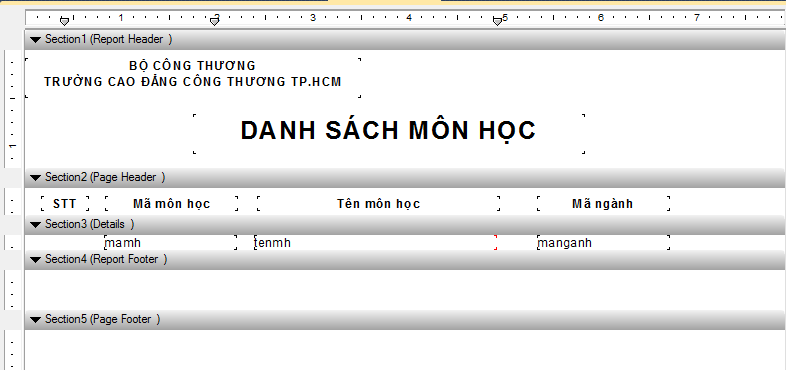 1 2 3 4 5 6 7
Section1 (Report Header )
BỘ CÔNG THƯƠNG
TRƯỜNG CAO ĐẲNG CÔNG THƯƠNG TP.HCM
DANH SÁCH MÔN HỌC
1
Section2 (Page Header )
STT Mã môn học Tên môn học Mã ngành
Section3 (Details )
mamh tenmh manganh
Section4 (Report Footer )
Section5 (Page Footer )